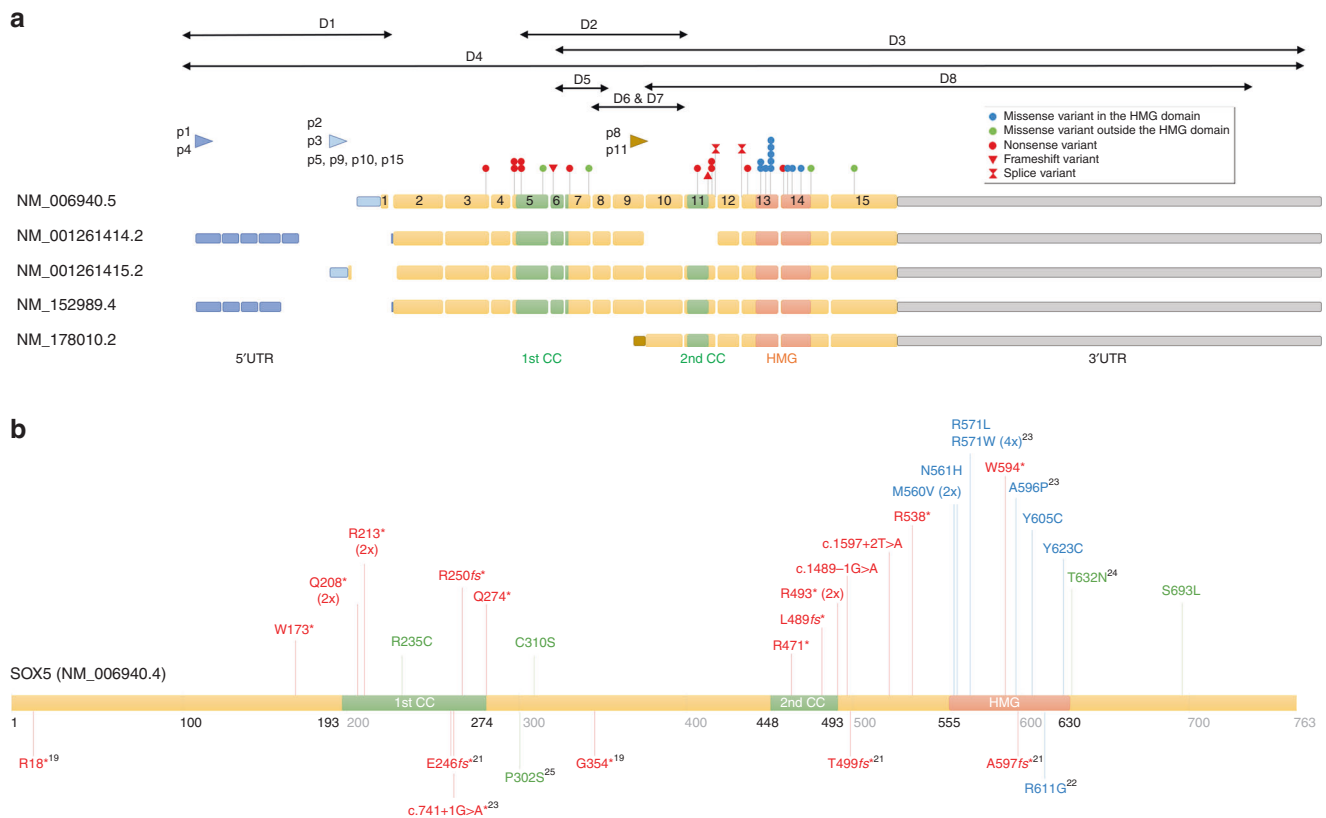 a
D1
D2
D3
D4
D5
D8
D6 & D7
p1
p4
p2
p3
p5, p9, p10, p15
p8
p11
Missense variant in the HMG domain
Missense variant outside the HMG domain
Nonsense variant
Frameshift variant
Splice variant
NM_006940.5
1 2 3 4 5 6 7 8 9 10 11 12 13 14 15
NM_001261414.2
NM_001261415.2
NM_152989.4
NM_178010.2
5′UTR 1st CC 2nd CC HMG 3′UTR
b
R571L
R571W (4x)23
N561H
W594*
M560V (2x)
A596P23
R538*
Y605C
R213*
(2x)
c.1597+2T>A
Y623C
c.1489–1G>A
Q208*
(2x)
R250fs*
Q274*
R493* (2x)
T632N24
S693L
L489fs*
W173*
R235C
C310S
R471*
SOX5 (NM_006940.4)
1st CC 2nd CC HMG
1 100 193 200 274 300 400 448 493 500 555 600 630 700 763
R18*19
E246fs*21
P302S25
G354*19
T499fs*21
A597fs*21
R611G22
c.741+1G>A*23